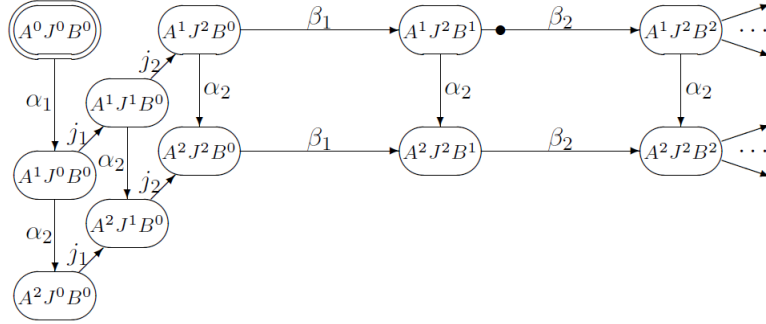 A⁰J⁰B⁰ A¹J²B⁰ β₁ A¹J²B¹ β₂ A¹J²B² ···
j₂
α₁ A¹J¹B⁰ α₂ α₂ α₂
j₁
A¹J⁰B⁰ α₂ A²J²B⁰ β₁ A²J²B¹ β₂ A²J²B² ···
j₂
α₂ A²J¹B⁰
j₁
A²J⁰B⁰